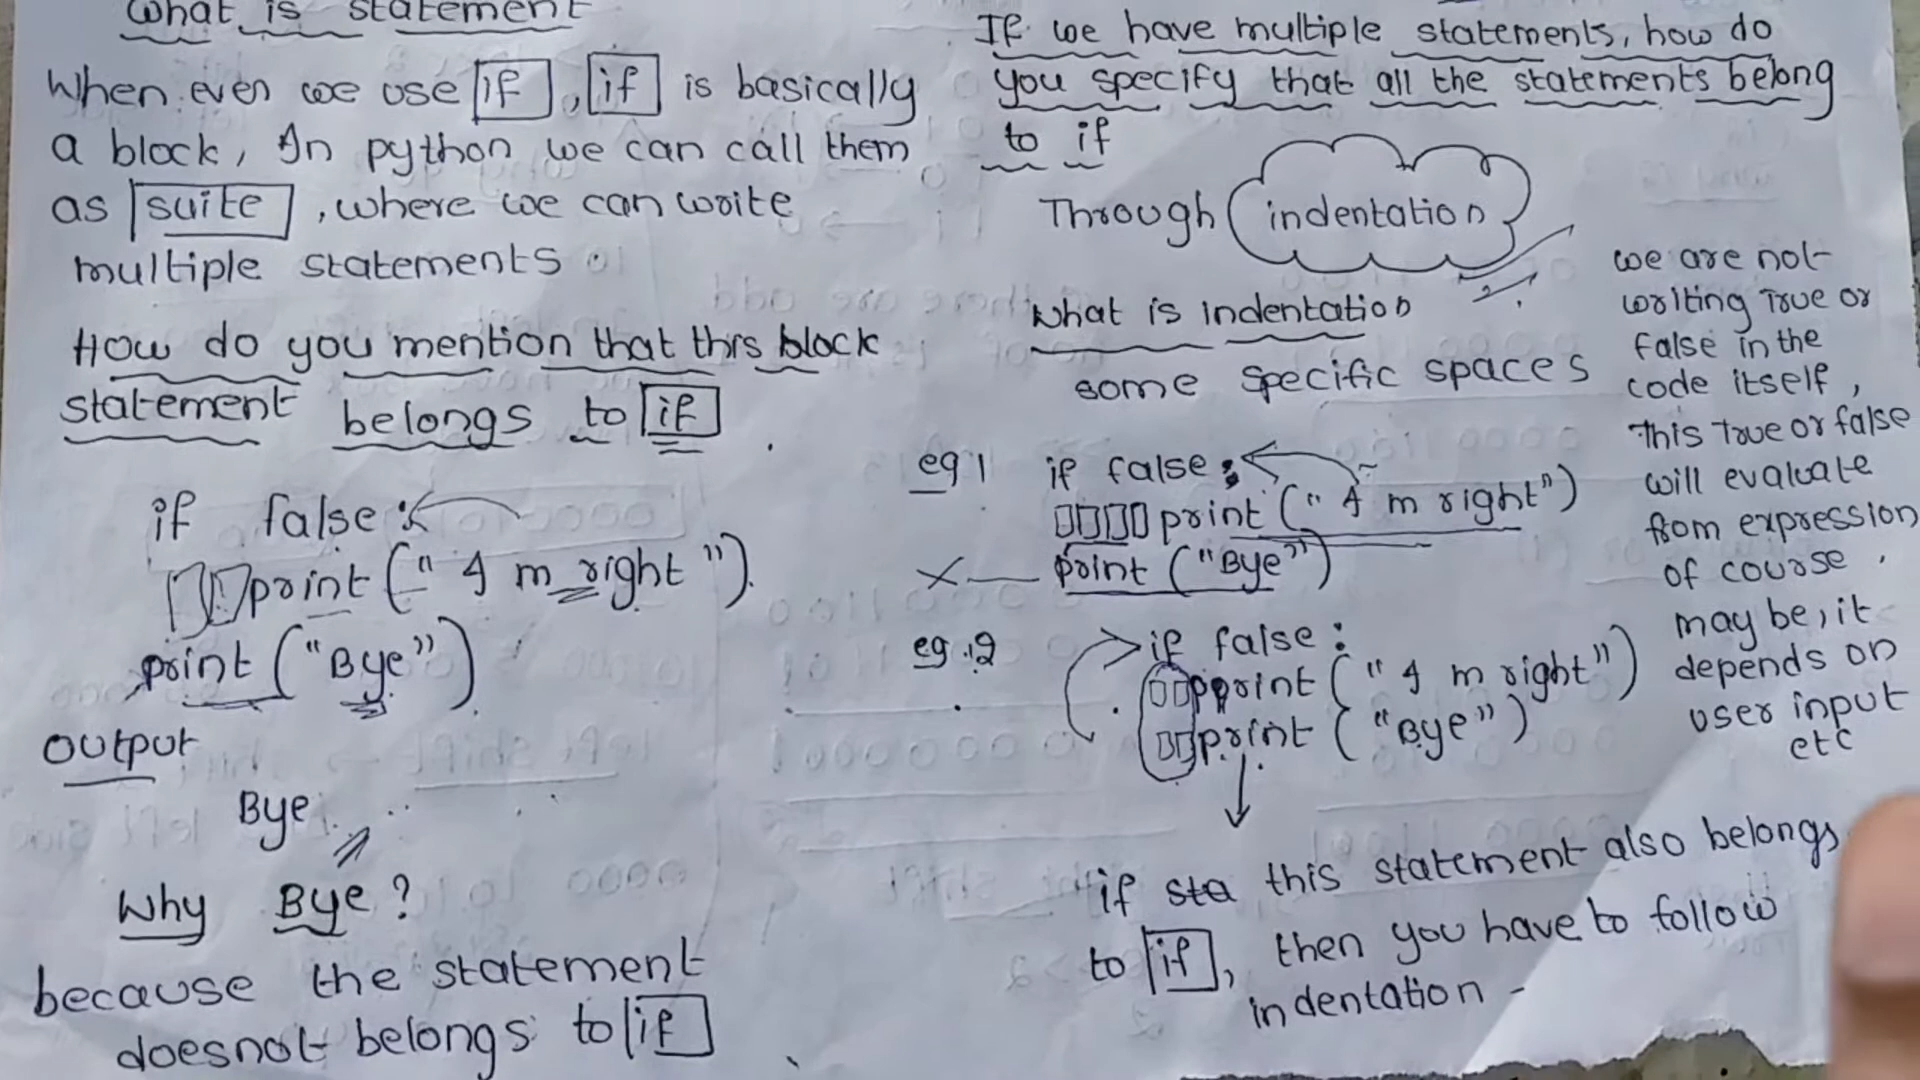 What is statement
When ever we use if, if is basically
a block, In python we can call them
as suite, where we can write
multiple statements.
How do you mention that this block
statement belongs to if
if false:
print (" I m right ").
print ("Bye")
output
Bye
Why Bye?
because the statement
doesnot belongs to if
If we have multiple statements, how do
you specify that all the statements belong
to if
Through indentation
What is indentation
some specific spaces
eg 1 if false:
print (" I m right")
print ("Bye")
eg.2 if false:
print (" I m right")
print ("Bye")
if sta this statement also belongs
to if, then you have to follow
indentation -
we are not
writing True or
false in the
code itself,
This True or false
will evaluate
from expression
of course,
may be, it
depends on
user input
etc